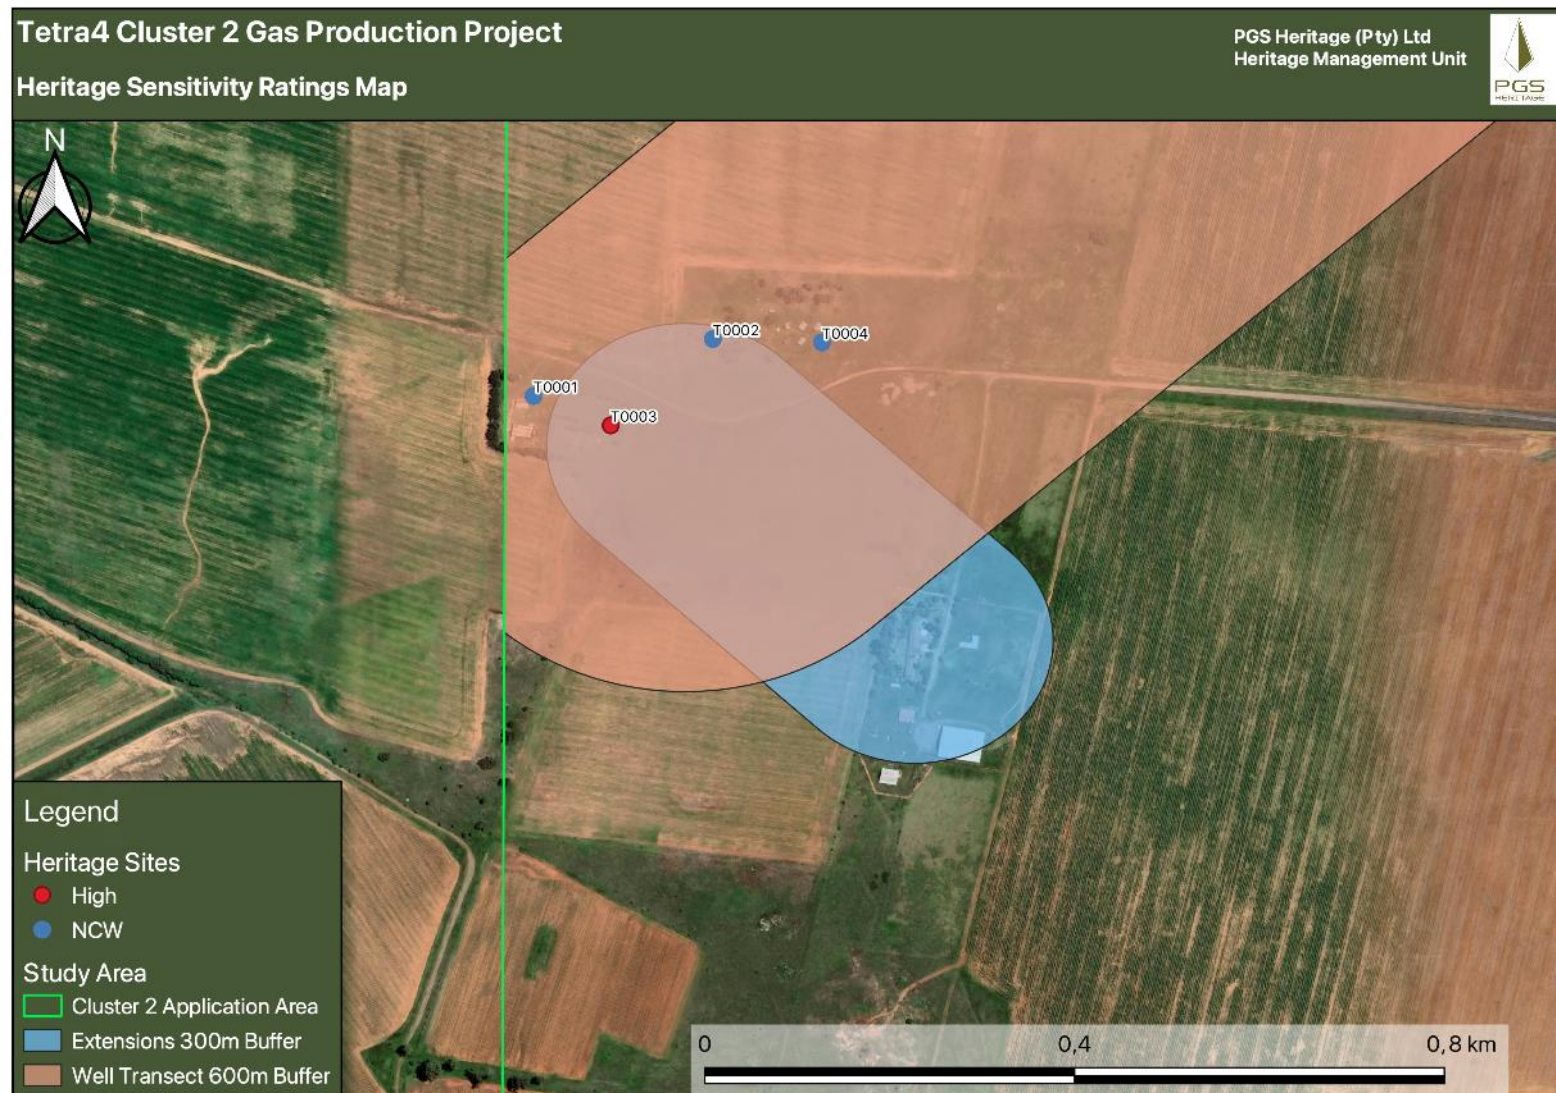 Tetra4 Cluster 2 Gas Production Project
Heritage Sensitivity Ratings Map
PGS Heritage (Pty) Ltd
Heritage Management Unit
PGS
HERITAGE
N
T0002
T0004
T0001
T0003
Legend
Heritage Sites
High
NCW
Study Area
Cluster 2 Application Area
Extensions 300m Buffer
Well Transect 600m Buffer
0 0,4 0,8 km